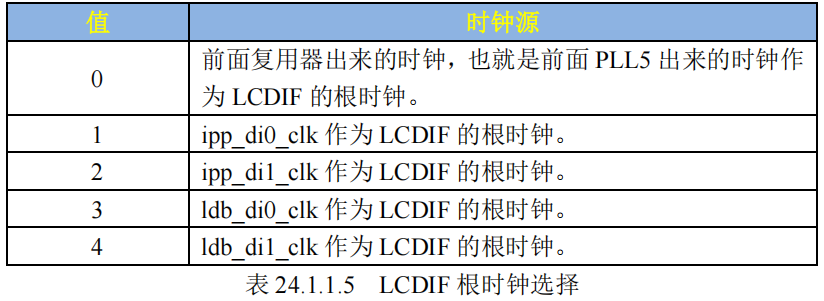 值 时钟源
0 前面复用器出来的时钟，也就是前面 PLL5 出来的时钟作
为 LCDIF 的根时钟。
1 ipp_di0_clk 作为 LCDIF 的根时钟。
2 ipp_di1_clk 作为 LCDIF 的根时钟。
3 ldb_di0_clk 作为 LCDIF 的根时钟。
4 ldb_di1_clk 作为 LCDIF 的根时钟。
表 24.1.1.5 LCDIF 根时钟选择